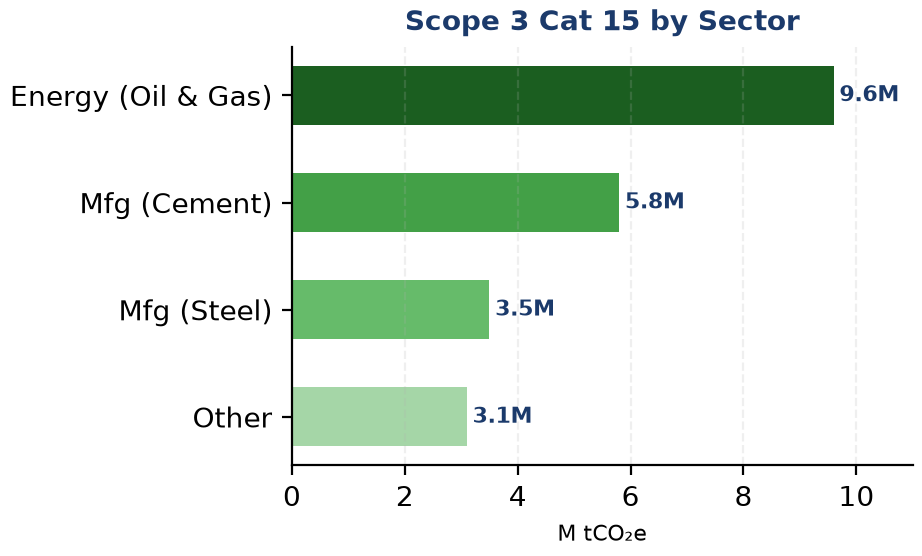 Scope 3 Cat 15 by Sector
Energy (Oil & Gas) 9.6M
Mfg (Cement) 5.8M
Mfg (Steel) 3.5M
Other 3.1M
0 2 4 6 8 10
M tCO₂e